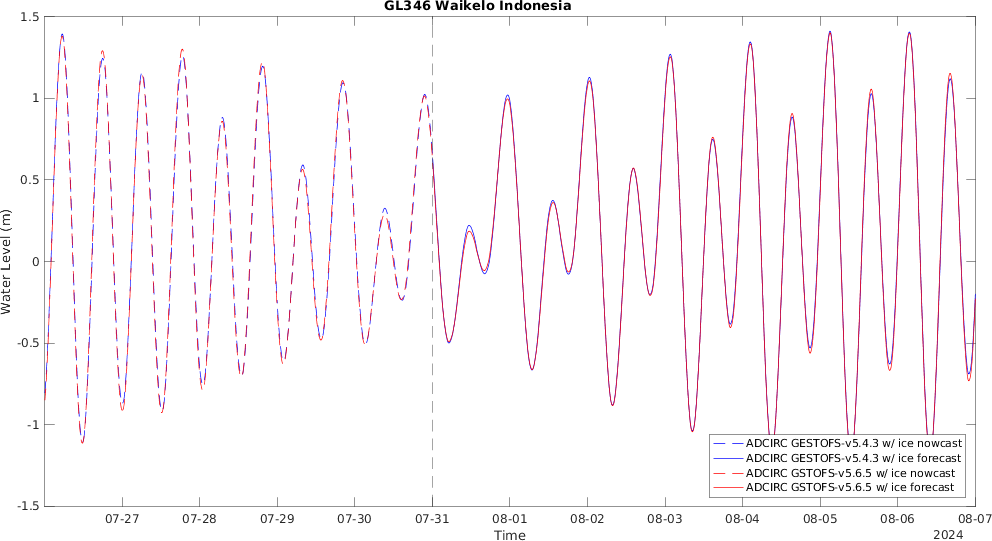 GL346 Waikelo Indonesia
1.5
1
0.5
0
-0.5
-1
-1.5
Water Level (m)
07-27 07-28 07-29 07-30 07-31 08-01 08-02 08-03 08-04 08-05 08-06 08-07
Time
2024
ADCIRC GESTOFS-v5.4.3 w/ ice nowcast
ADCIRC GESTOFS-v5.4.3 w/ ice forecast
ADCIRC GSTOFS-v5.6.5 w/ ice nowcast
ADCIRC GSTOFS-v5.6.5 w/ ice forecast